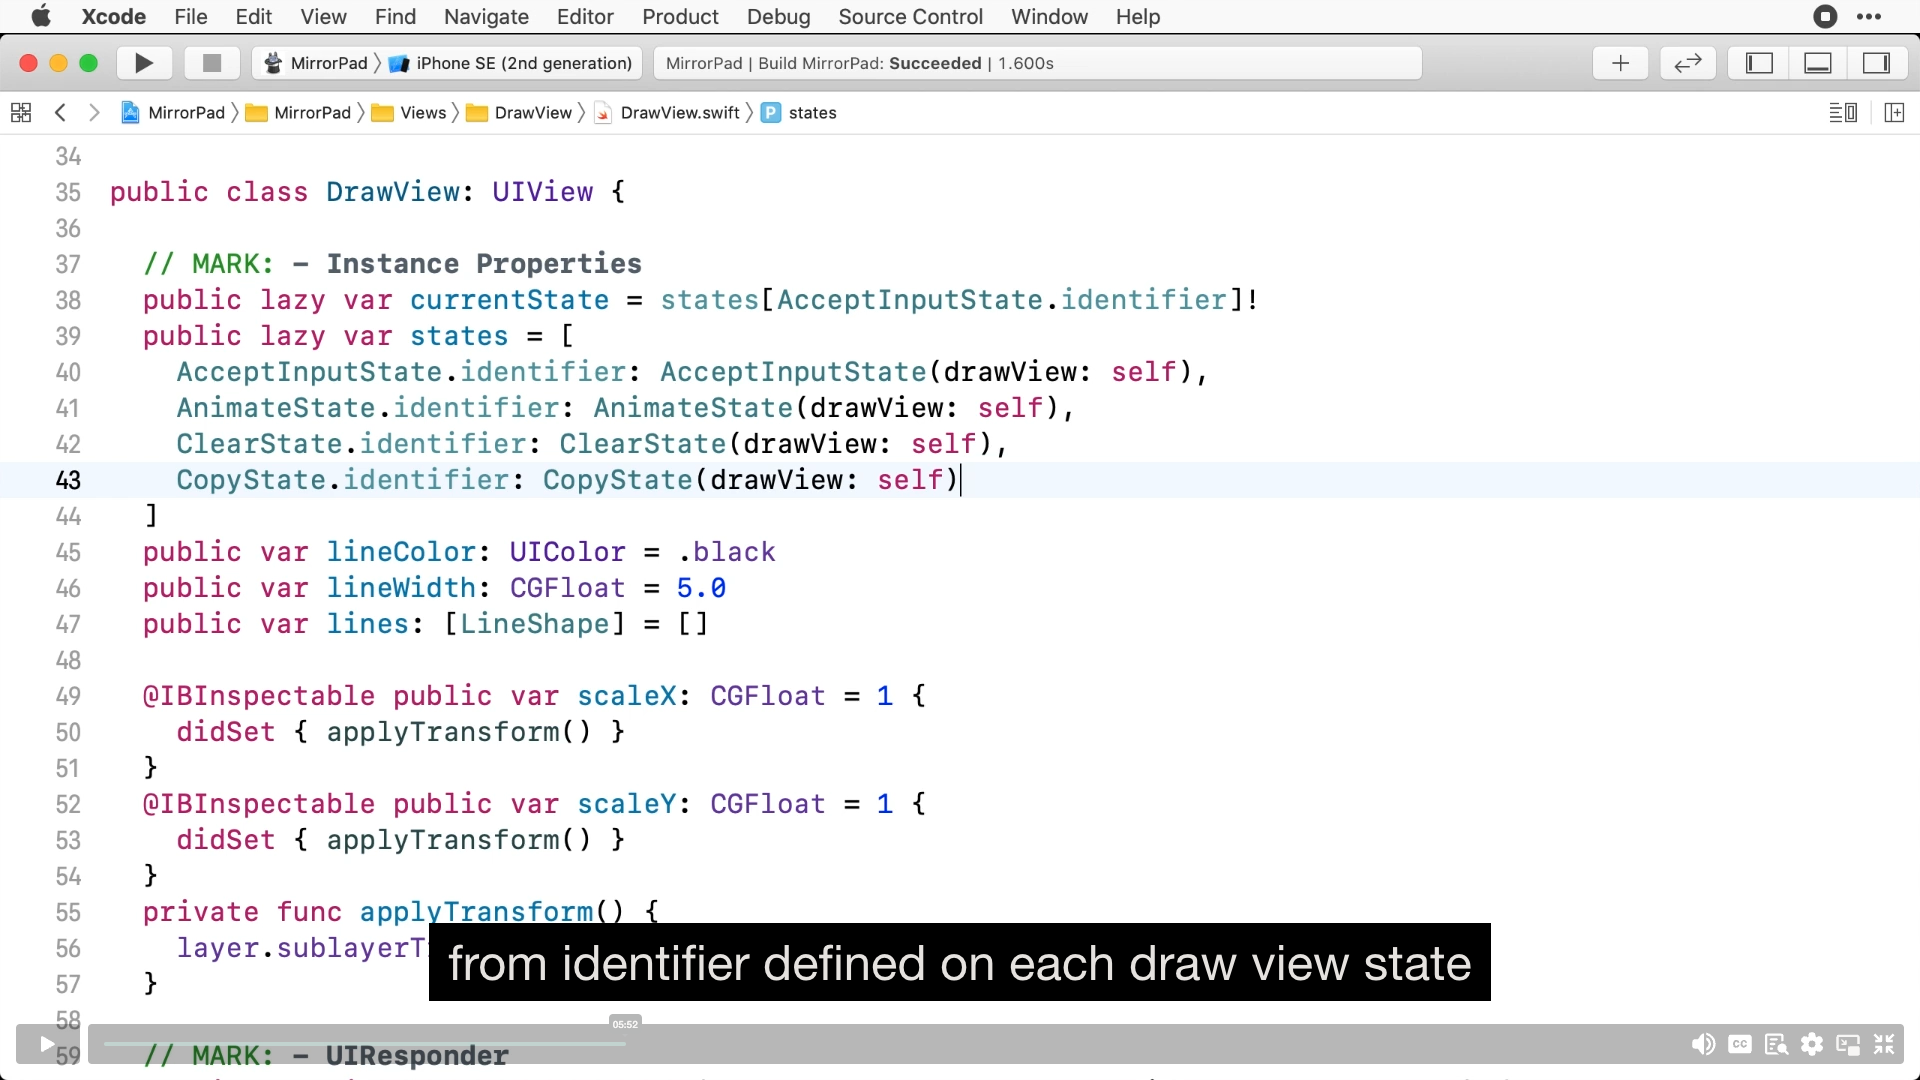 Xcode File Edit View Find Navigate Editor Product Debug Source Control Window Help
MirrorPad iPhone SE (2nd generation) MirrorPad | Build MirrorPad: Succeeded | 1.600s
MirrorPad MirrorPad Views DrawView DrawView.swift P states
34
35 public class DrawView: UIView {
36
37 // MARK: - Instance Properties
38 public lazy var currentState = states[AcceptInputState.identifier]!
39 public lazy var states = [
40 AcceptInputState.identifier: AcceptInputState(drawView: self),
41 AnimateState.identifier: AnimateState(drawView: self),
42 ClearState.identifier: ClearState(drawView: self),
43 CopyState.identifier: CopyState(drawView: self)
44 ]
45 public var lineColor: UIColor = .black
46 public var lineWidth: CGFloat = 5.0
47 public var lines: [LineShape] = []
48
49 @IBInspectable public var scaleX: CGFloat = 1 {
50 didSet { applyTransform() }
51 }
52 @IBInspectable public var scaleY: CGFloat = 1 {
53 didSet { applyTransform() }
54 }
55 private func applyTransform() {
56 layer.sublayerT
from identifier defined on each draw view state
57 }
58
05:52
59 // MARK: - UIResponder
CC